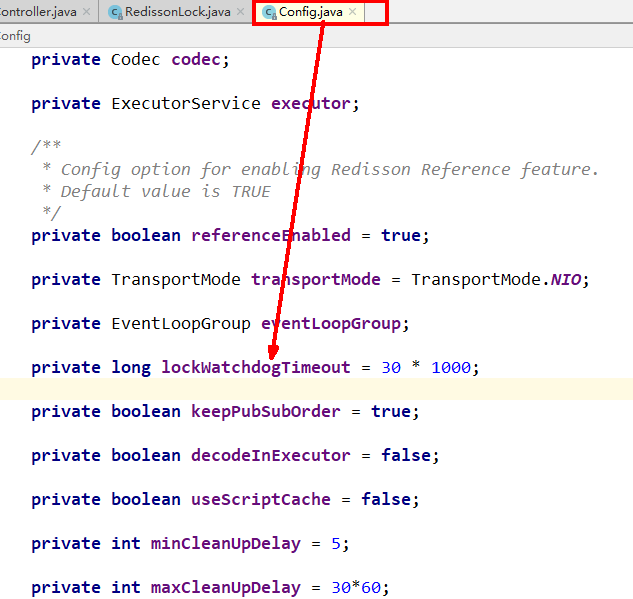 ontroller.java × RedissonLock.java × Config.java ×
onfig
private Codec codec;
private ExecutorService executor;
/**
* Config option for enabling Redisson Reference feature.
* Default value is TRUE
*/
private boolean referenceEnabled = true;
private TransportMode transportMode = TransportMode.NIO;
private EventLoopGroup eventLoopGroup;
private long lockWatchdogTimeout = 30 * 1000;
private boolean keepPubSubOrder = true;
private boolean decodeInExecutor = false;
private boolean useScriptCache = false;
private int minCleanUpDelay = 5;
private int maxCleanUpDelay = 30*60;